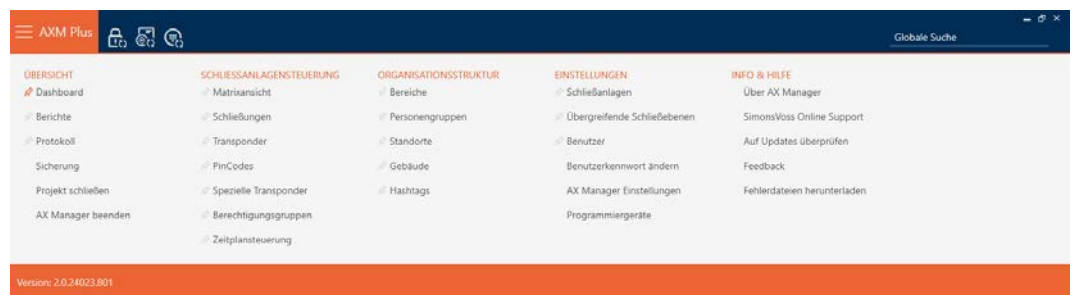 AXM Plus
Globale Suche
ÜBERSICHT
Dashboard
Berichte
Protokoll
Sicherung
Projekt schließen
AX Manager beenden
SCHLIESSANLAGENSTEUERUNG
Matrixansicht
Schließungen
Transponder
PinCodes
Spezielle Transponder
Berechtigungsgruppen
Zeitplansteuerung
ORGANISATIONSSTRUKTUR
Bereiche
Personengruppen
Standorte
Gebäude
Hashtags
EINSTELLUNGEN
Schließanlagen
Übergreifende Schließebenen
Benutzer
Benutzerkennwort ändern
AX Manager Einstellungen
Programmiergeräte
INFO & HILFE
Über AX Manager
SimonsVoss Online Support
Auf Updates überprüfen
Feedback
Fehlerdateien herunterladen
Version: 2.0.24023.801